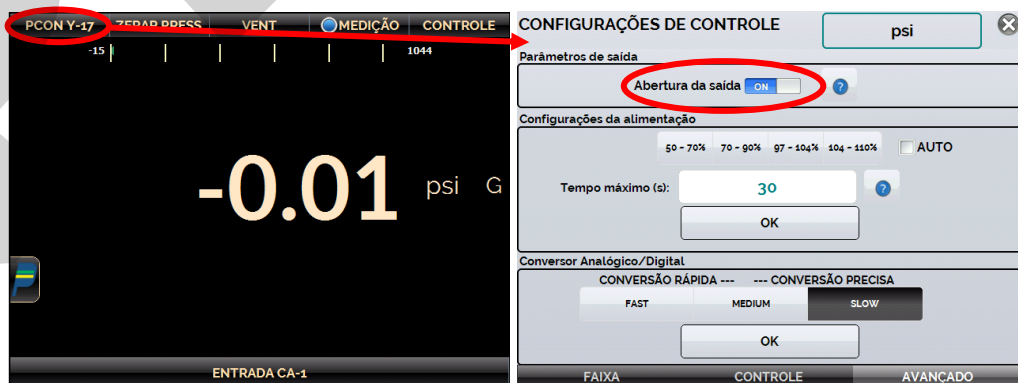 PCON Y-17 ZERAR PRESS VENT MEDIÇÃO CONTROLE
-15 1044
-0.01 psi G
ENTRADA CA-1
CONFIGURAÇÕES DE CONTROLE psi
Parâmetros de saída
Abertura da saída ON ?
Configurações da alimentação
50 - 70% 70 - 90% 97 - 104% 104 - 110% AUTO
Tempo máximo (s): 30 ?
OK
Conversor Analógico/Digital
CONVERSÃO RÁPIDA --- --- CONVERSÃO PRECISA
FAST MEDIUM SLOW
OK
FAIXA CONTROLE AVANÇADO